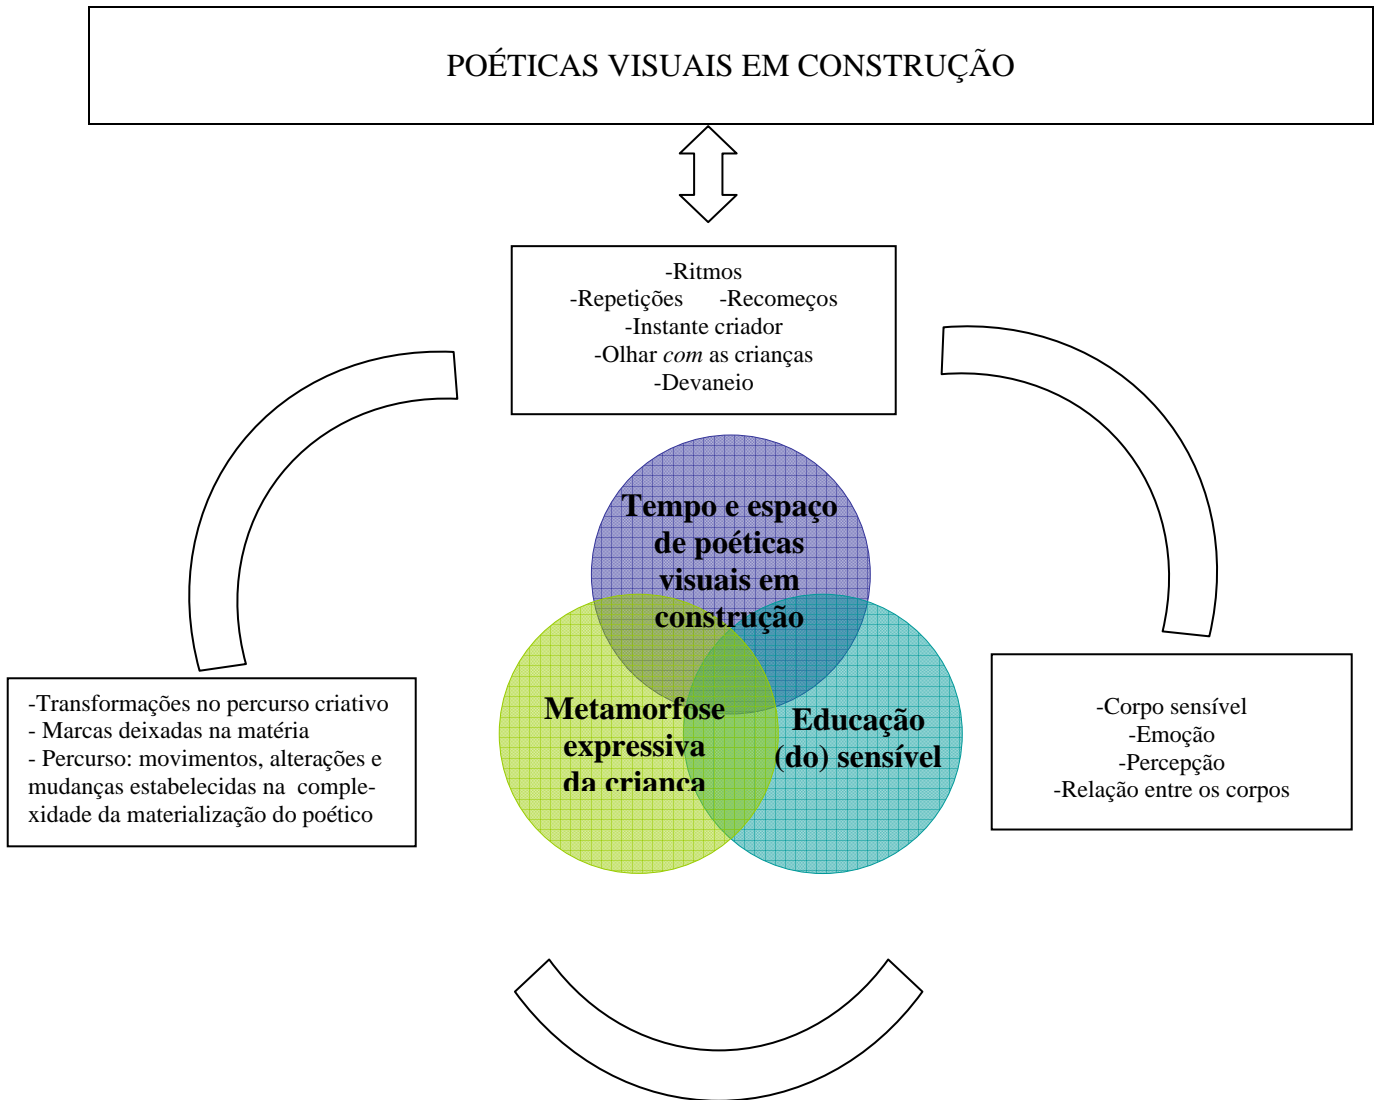 POÉTICAS VISUAIS EM CONSTRUÇÃO
-Ritmos
-Repetições -Recomeços
-Instante criador
-Olhar com as crianças
-Devaneio
Tempo e espaço
de poéticas
visuais em
construção
Metamorfose
expressiva
da criança
Educação
(do) sensível
-Transformações no percurso criativo
- Marcas deixadas na matéria
- Percurso: movimentos, alterações e
mudanças estabelecidas na comple-
xidade da materialização do poético
-Corpo sensível
-Emoção
-Percepção
-Relação entre os corpos